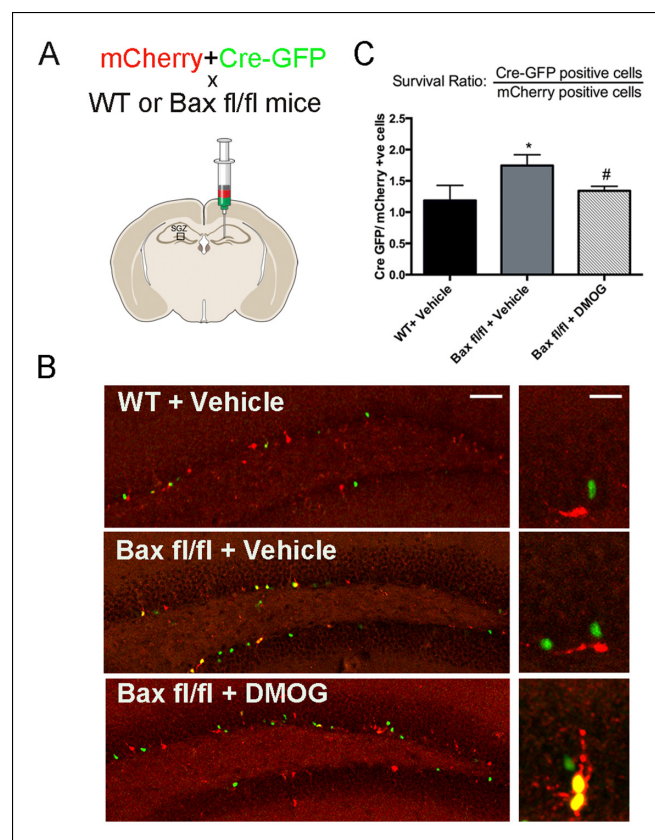 A
mCherry+Cre-GFP
x
WT or Bax fl/fl mice
SGZ
C
Survival Ratio: Cre-GFP positive cells
mCherry positive cells
Cre GFP/ mCherry +ve cells
2.5
2.0
1.5
1.0
0.5
0.0
*
#
WT+ Vehicle
Bax fl/fl + Vehicle
Bax fl/fl + DMOG
B
WT + Vehicle
Bax fl/fl + Vehicle
Bax fl/fl + DMOG